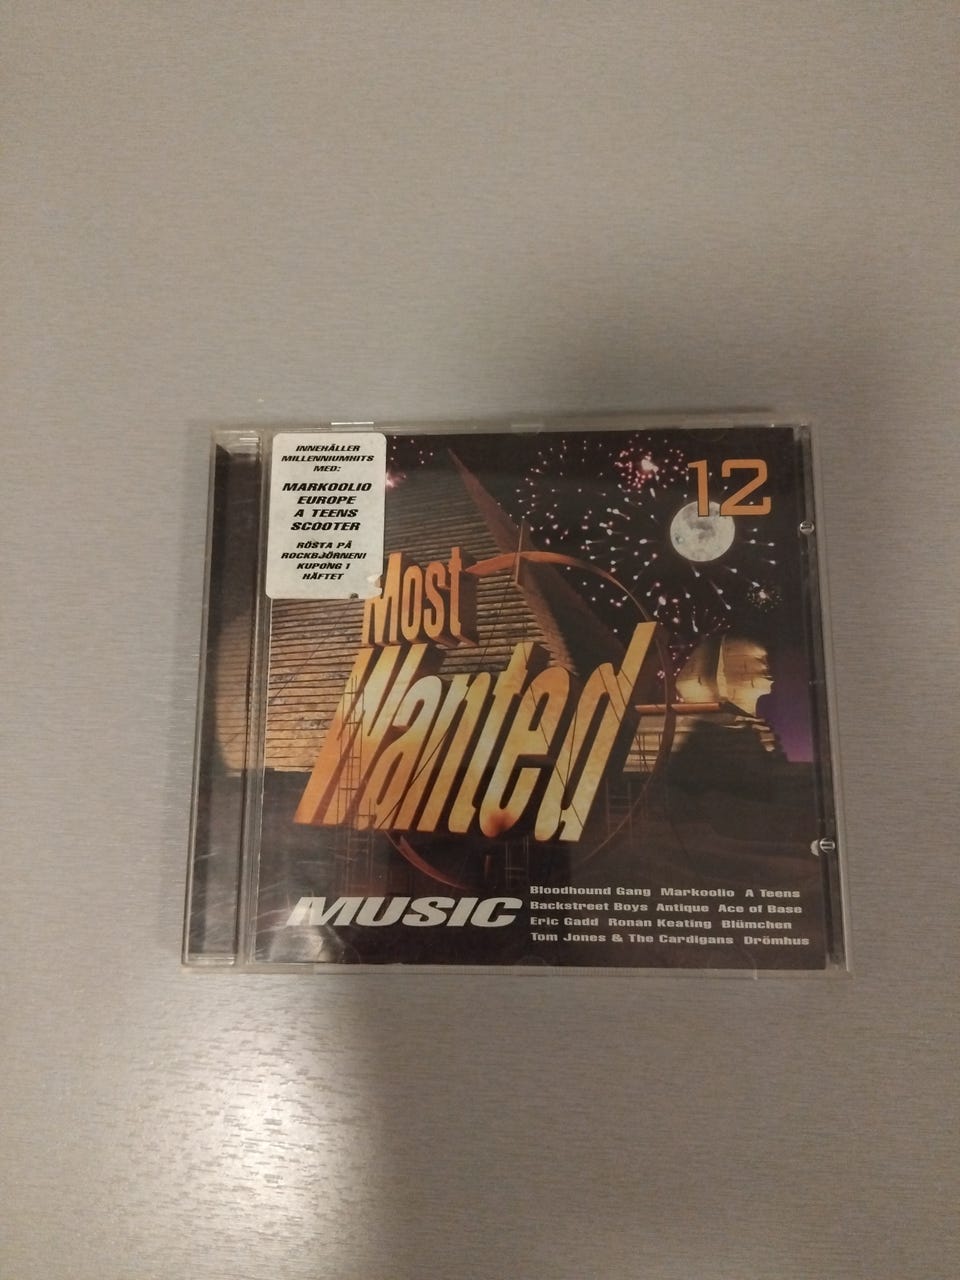 INNEHÅLLER
MILLENNIUMHITS
MED:
MARKOOLIO
EUROPE
A TEENS
SCOOTER
RÖSTA PÅ
ROCKBJÖRNEN!
KUPONG I
HÄFTET
12
Most
Wanted
MUSIC
Bloodhound Gang Markoolio A Teens
Backstreet Boys Antique Ace of Base
Eric Gadd Ronan Keating Blümchen
Tom Jones & The Cardigans Drömhus